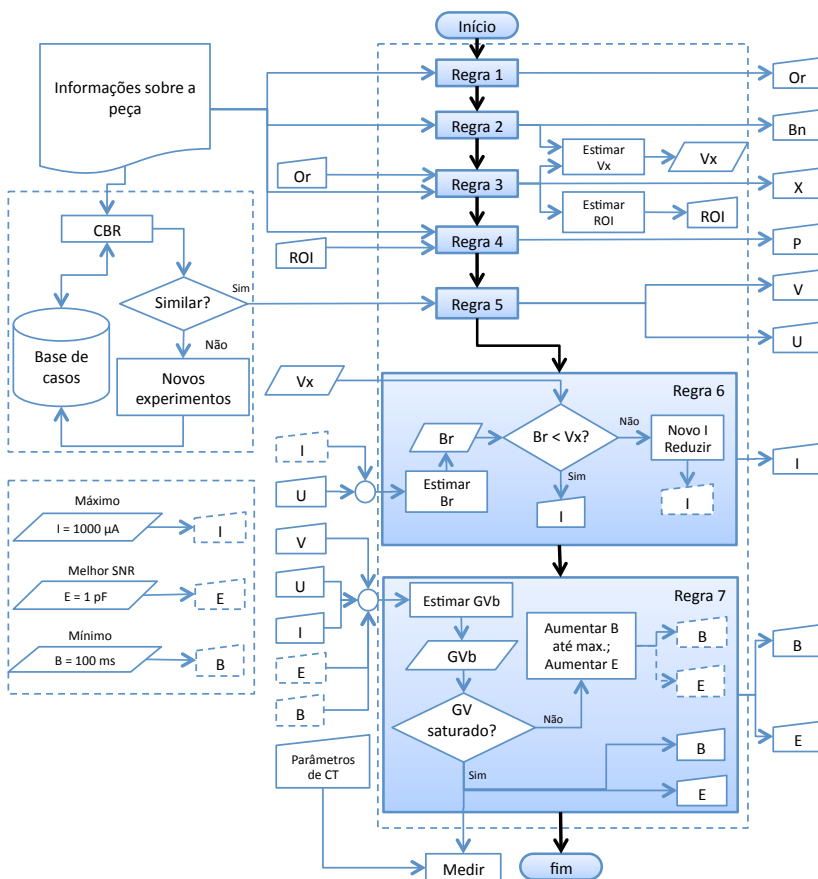 Início
Informações sobre a
peça
Regra 1
Or
Regra 2
Bn
Estimar
Vx
Vx
Or
Regra 3
X
Estimar
ROI
ROI
CBR
ROI
Regra 4
P
Similar?
Sim
Regra 5
V
U
Não
Base de
casos
Novos
experimentos
Vx
Regra 6
Br
Br < Vx?
Não
Novo I
Reduzir
I
Estimar
Br
Sim
I
I
I
U
Máximo
I = 1000 µA
I
Melhor SNR
E = 1 pF
E
Mínimo
B = 100 ms
B
V
U
I
E
B
Regra 7
Estimar GVb
GVb
Aumentar B
até max.;
Aumentar E
B
E
GV
saturado?
Não
Sim
B
E
B
E
Parâmetros
de CT
Medir
fim